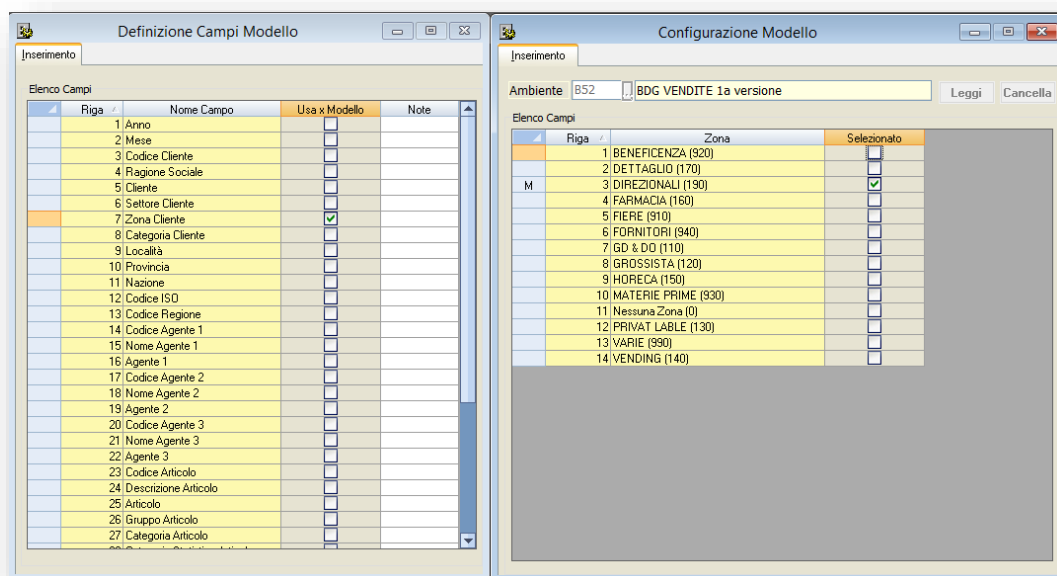 Definizione Campi Modello
Inserimento
Elenco Campi
Riga Nome Campo Usa x Modello Note
1 Anno
2 Mese
3 Codice Cliente
4 Ragione Sociale
5 Cliente
6 Settore Cliente
7 Zona Cliente
8 Categoria Cliente
9 Località
10 Provincia
11 Nazione
12 Codice ISO
13 Codice Regione
14 Codice Agente 1
15 Nome Agente 1
16 Agente 1
17 Codice Agente 2
18 Nome Agente 2
19 Agente 2
20 Codice Agente 3
21 Nome Agente 3
22 Agente 3
23 Codice Articolo
24 Descrizione Articolo
25 Articolo
26 Gruppo Articolo
27 Categoria Articolo
Configurazione Modello
Inserimento
Ambiente B52 ... BDG VENDITE 1a versione Leggi Cancella
Elenco Campi
Riga Zona Selezionato
1 BENEFICENZA (920)
2 DETTAGLIO (170)
M 3 DIREZIONALI (190)
4 FARMACIA (160)
5 FIERE (910)
6 FORNITORI (940)
7 GD & DO (110)
8 GROSSISTA (120)
9 HORECA (150)
10 MATERIE PRIME (930)
11 Nessuna Zona (0)
12 PRIVAT LABLE (130)
13 VARIE (990)
14 VENDING (140)